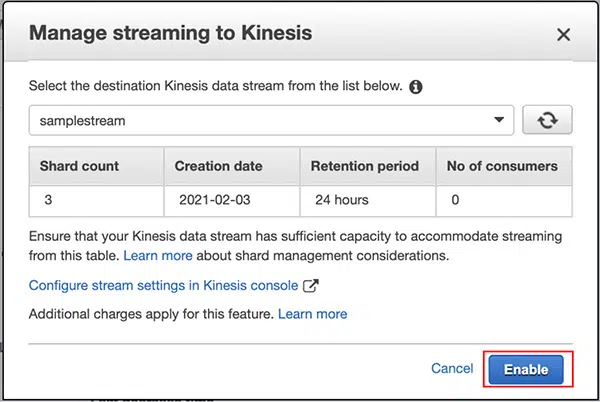 Manage streaming to Kinesis
Select the destination Kinesis data stream from the list below.
samplestream
Shard count Creation date Retention period No of consumers
3 2021-02-03 24 hours 0
Ensure that your Kinesis data stream has sufficient capacity to accommodate streaming
from this table. Learn more about shard management considerations.
Configure stream settings in Kinesis console
Additional charges apply for this feature. Learn more
Cancel Enable